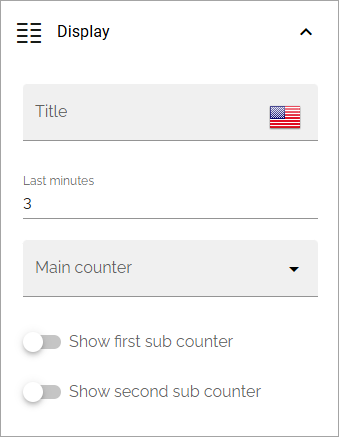 Display
Title
Last minutes
3
Main counter
Show first sub counter
Show second sub counter